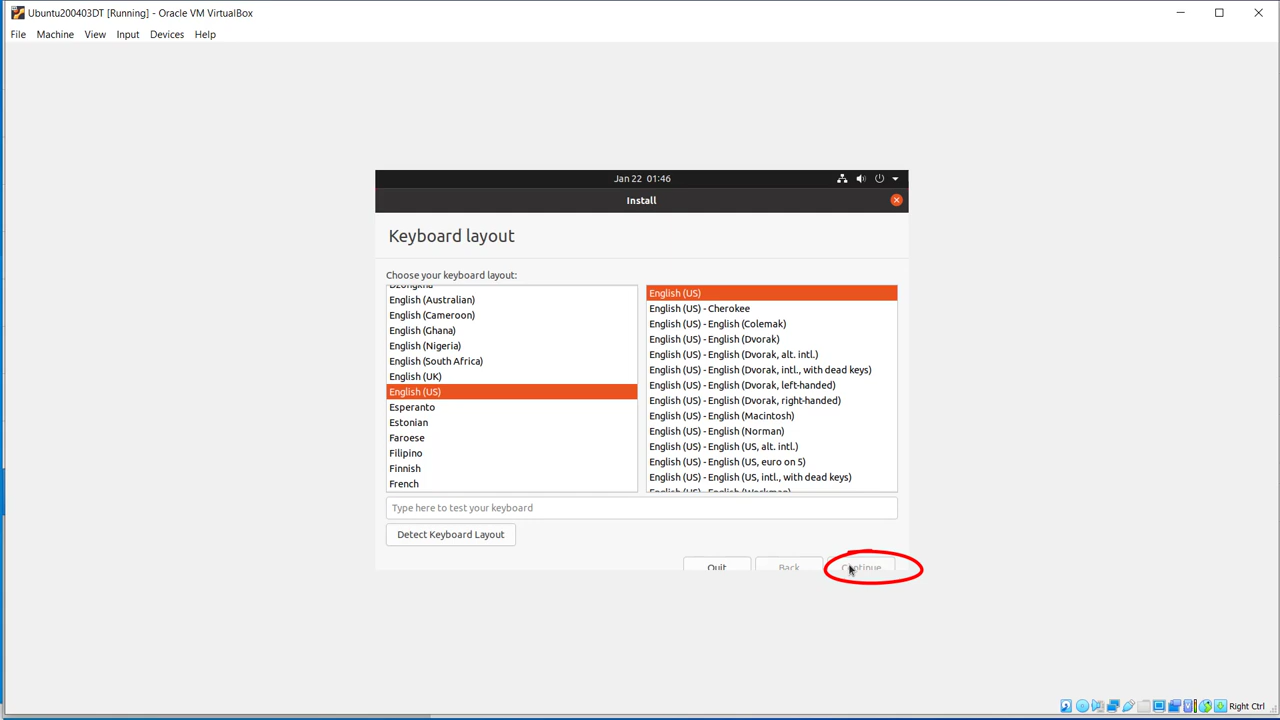 Ubuntu200403DT [Running] - Oracle VM VirtualBox
File Machine View Input Devices Help
Jan 22 01:46
Install
Keyboard layout
Choose your keyboard layout:
Dzongkha
English (Australian)
English (Cameroon)
English (Ghana)
English (Nigeria)
English (South Africa)
English (UK)
English (US)
Esperanto
Estonian
Faroese
Filipino
Finnish
French
English (US)
English (US) - Cherokee
English (US) - English (Colemak)
English (US) - English (Dvorak)
English (US) - English (Dvorak, alt. intl.)
English (US) - English (Dvorak, intl., with dead keys)
English (US) - English (Dvorak, left-handed)
English (US) - English (Dvorak, right-handed)
English (US) - English (Macintosh)
English (US) - English (Norman)
English (US) - English (US, alt. intl.)
English (US) - English (US, euro on 5)
English (US) - English (US, intl., with dead keys)
English (US) - English (Workman)
Type here to test your keyboard
Detect Keyboard Layout
Quit Back Continue
Right Ctrl